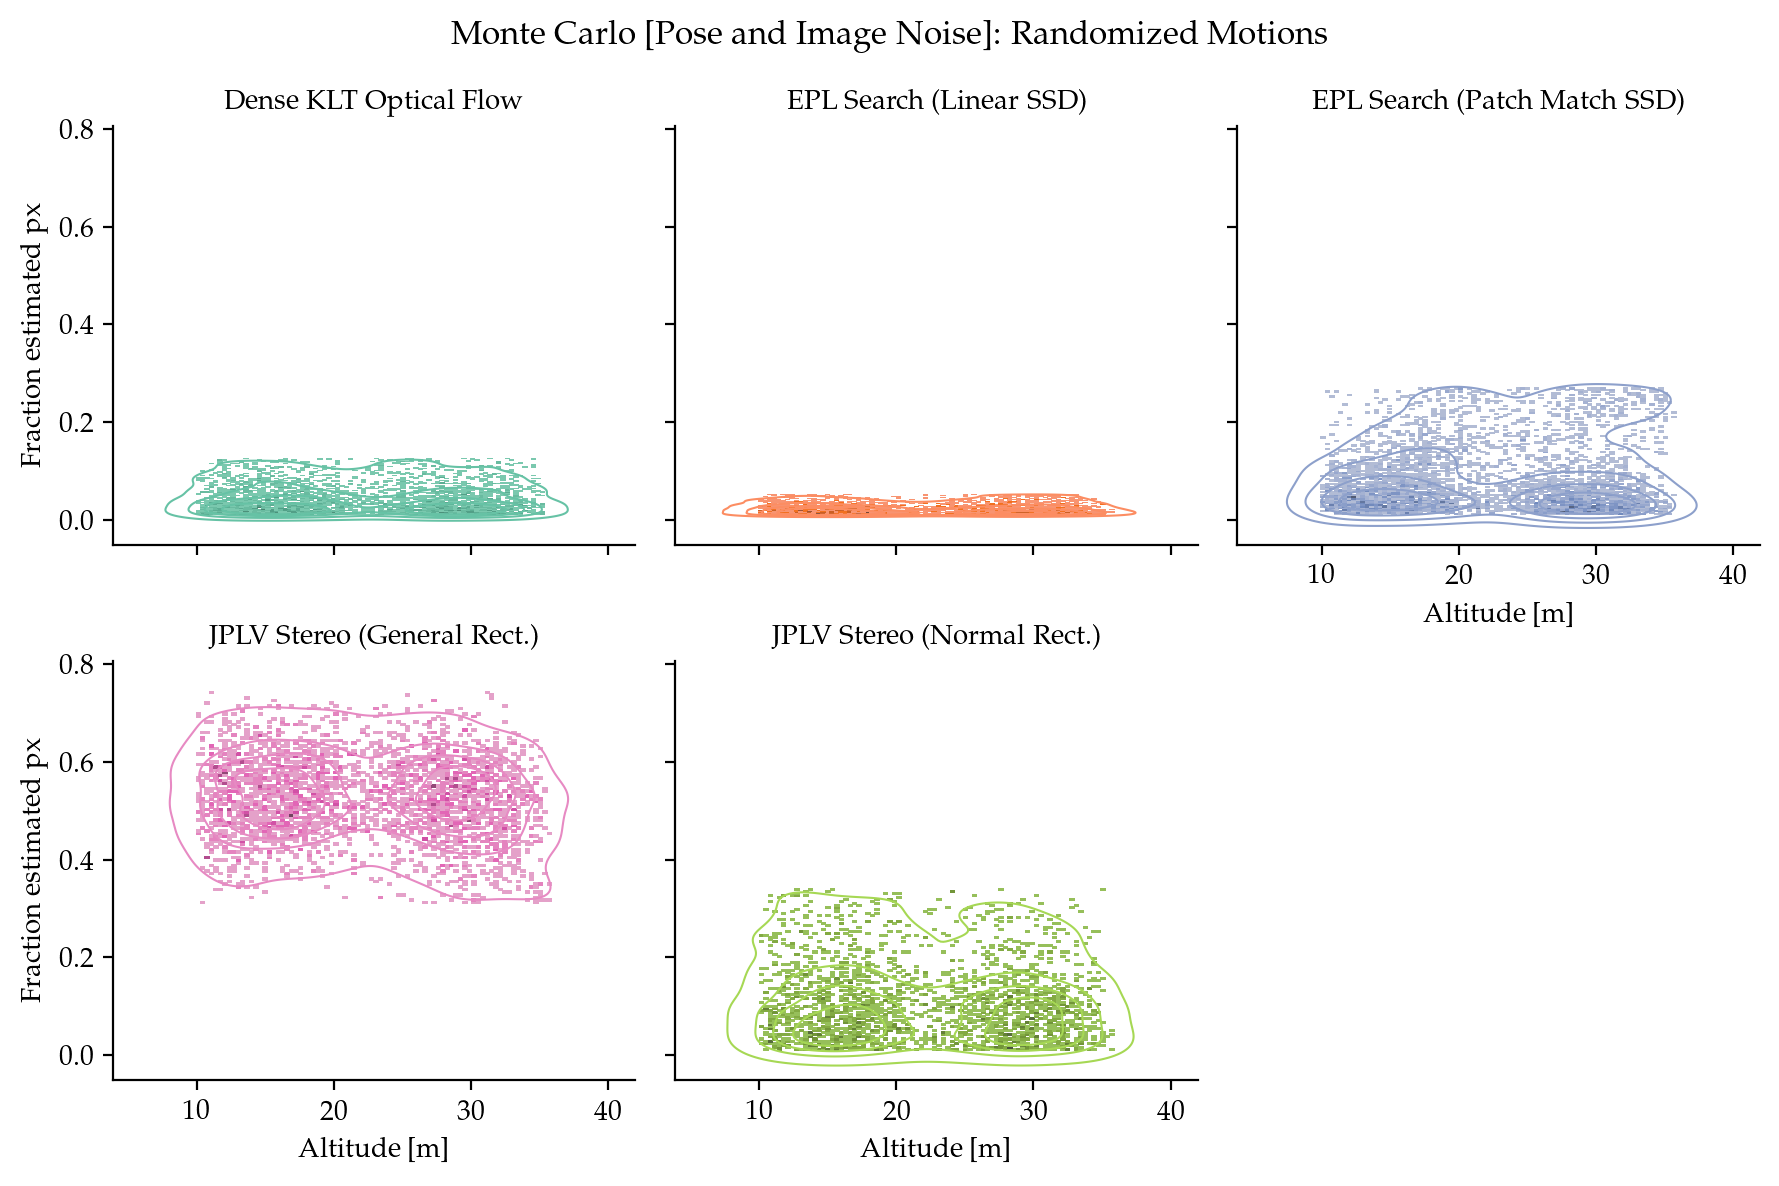 Monte Carlo [Pose and Image Noise]: Randomized Motions
Dense KLT Optical Flow
EPL Search (Linear SSD)
EPL Search (Patch Match SSD)
Fraction estimated px
0.8
0.6
0.4
0.2
0.0
10 20 30 40
Altitude [m]
JPLV Stereo (General Rect.)
JPLV Stereo (Normal Rect.)
Fraction estimated px
0.8
0.6
0.4
0.2
0.0
10 20 30 40
Altitude [m]
10 20 30 40
Altitude [m]